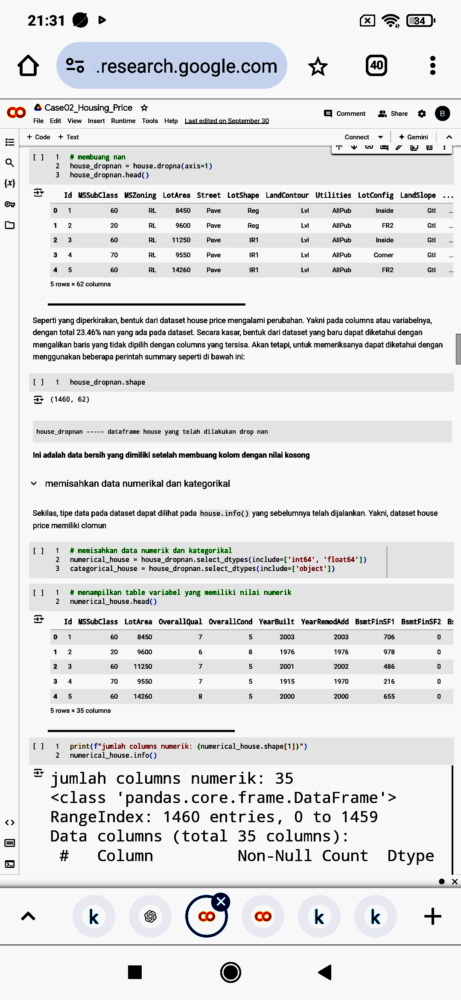 21:31
34
.research.google.com
40
Case02_Housing_Price
File Edit View Insert Runtime Tools Help Last edited on September 30
Comment Share B
+ Code + Text
Connect Gemini
[ ] 1 # membuang nan
2 house_dropnan = house.dropna(axis=1)
3 house_dropnan.head()
Id MSSubClass MSZoning LotArea Street LotShape LandContour Utilities LotConfig LandSlope ...
0 1 60 RL 8450 Pave Reg Lvl AllPub Inside Gtl ...
1 2 20 RL 9600 Pave Reg Lvl AllPub FR2 Gtl ...
2 3 60 RL 11250 Pave IR1 Lvl AllPub Inside Gtl ...
3 4 70 RL 9550 Pave IR1 Lvl AllPub Corner Gtl ...
4 5 60 RL 14260 Pave IR1 Lvl AllPub FR2 Gtl ...
5 rows × 62 columns
Seperti yang diperkirakan, bentuk dari dataset house price mengalami perubahan. Yakni pada columns atau variabelnya,
dengan total 23.46% nan yang ada pada dataset. Secara kasar, bentuk dari dataset yang baru dapat diketahui dengan
mengalikan baris yang tidak dipilih dengan columns yang tersisa. Akan tetapi, untuk memeriksanya dapat diketahui dengan
menggunakan beberapa perintah summary seperti di bawah ini:
[ ] 1 house_dropnan.shape
(1460, 62)
house_dropnan ----- dataframe house yang telah dilakukan drop nan
Ini adalah data bersih yang dimiliki setelah membuang kolom dengan nilai kosong
memisahkan data numerikal dan kategorikal
Sekilas, tipe data pada dataset dapat dilihat pada house.info() yang sebelumnya telah dijalankan. Yakni, dataset house
price memiliki clomun
[ ] 1 # memisahkan data numerik dan kategorikal
2 numerical_house = house_dropnan.select_dtypes(include=['int64', 'float64'])
3 categorical_house = house_dropnan.select_dtypes(include=['object'])
[ ] 1 # menampilkan table variabel yang memiliki nilai numerik
2 numerical_house.head()
Id MSSubClass LotArea OverallQual OverallCond YearBuilt YearRemodAdd BsmtFinSF1 BsmtFinSF2 Bs
0 1 60 8450 7 5 2003 2003 706 0
1 2 20 9600 6 8 1976 1976 978 0
2 3 60 11250 7 5 2001 2002 486 0
3 4 70 9550 7 5 1915 1970 216 0
4 5 60 14260 8 5 2000 2000 655 0
5 rows × 35 columns
[ ] 1 print(f"jumlah columns numerik: {numerical_house.shape[1]}")
2 numerical_house.info()
jumlah columns numerik: 35
<class 'pandas.core.frame.DataFrame'>
RangeIndex: 1460 entries, 0 to 1459
Data columns (total 35 columns):
# Column Non-Null Count Dtype
k k k